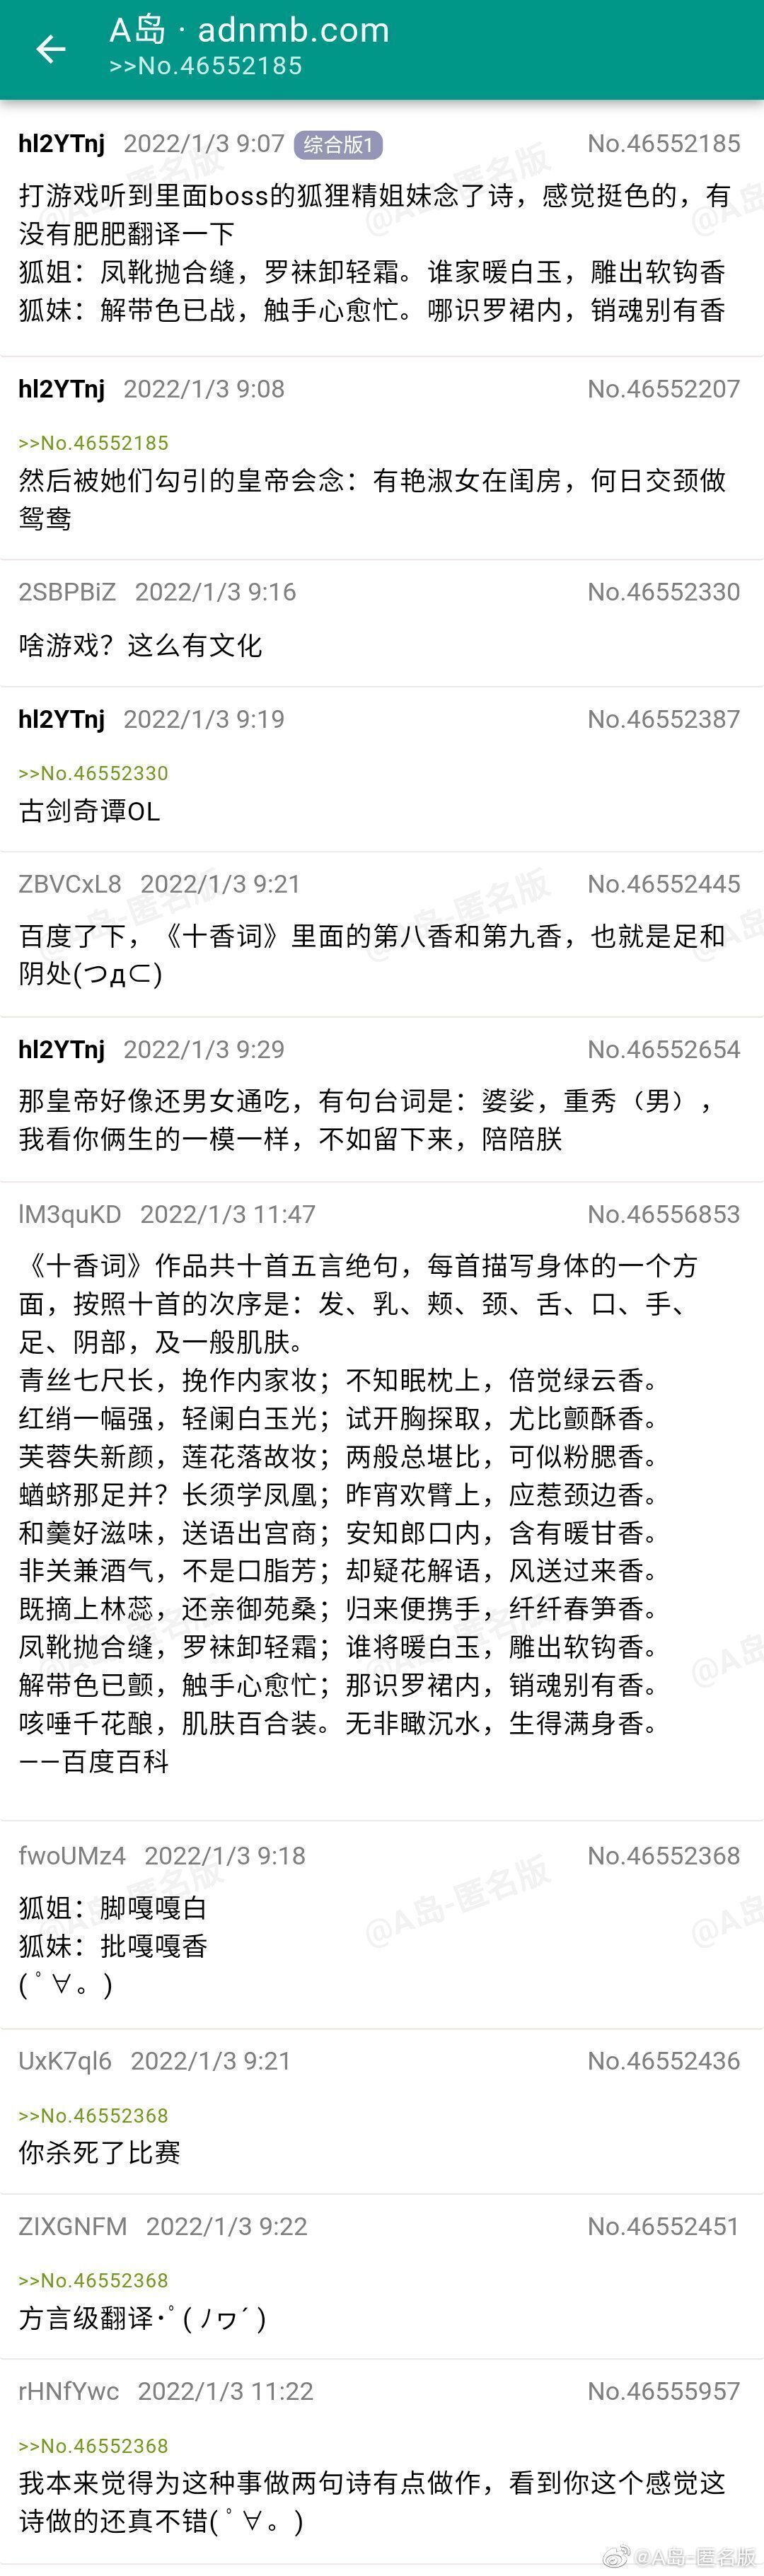 A岛 · adnmb.com
>>No.46552185
hl2YTnj 2022/1/3 9:07 综合版1 No.46552185
打游戏听到里面boss的狐狸精姐妹念了诗，感觉挺色的，有
没有肥肥翻译一下
狐姐：凤靴抛合缝，罗袜卸轻霜。谁家暖白玉，雕出软钩香
狐妹：解带色已战，触手心愈忙。哪识罗裙内，销魂别有香
hl2YTnj 2022/1/3 9:08 No.46552207
>>No.46552185
然后被她们勾引的皇帝会念：有艳淑女在闺房，何日交颈做
鸳鸯
2SBPBiZ 2022/1/3 9:16 No.46552330
啥游戏？这么有文化
hl2YTnj 2022/1/3 9:19 No.46552387
>>No.46552330
古剑奇谭OL
ZBVCxL8 2022/1/3 9:21 No.46552445
百度了下，《十香词》里面的第八香和第九香，也就是足和
阴处(つд⊂)
hl2YTnj 2022/1/3 9:29 No.46552654
那皇帝好像还男女通吃，有句台词是：婆娑，重秀（男），
我看你俩生的一模一样，不如留下来，陪陪朕
lM3quKD 2022/1/3 11:47 No.46556853
《十香词》作品共十首五言绝句，每首描写身体的一个方
面，按照十首的次序是：发、乳、颊、颈、舌、口、手、
足、阴部，及一般肌肤。
青丝七尺长，挽作内家妆；不知眠枕上，倍觉绿云香。
红绡一幅强，轻阑白玉光；试开胸探取，尤比颤酥香。
芙蓉失新颜，莲花落故妆；两般总堪比，可似粉腮香。
蝤蛴那足并？长须学凤凰；昨宵欢臂上，应惹颈边香。
和羹好滋味，送语出宫商；安知郎口内，含有暖甘香。
非关兼酒气，不是口脂芳；却疑花解语，风送过来香。
既摘上林蕊，还亲御苑桑；归来便携手，纤纤春笋香。
凤靴抛合缝，罗袜卸轻霜；谁将暖白玉，雕出软钩香。
解带色已颤，触手心愈忙；那识罗裙内，销魂别有香。
咳唾千花酿，肌肤百合装。无非瞰沉水，生得满身香。
——百度百科
fwoUMz4 2022/1/3 9:18 No.46552368
狐姐：脚嘎嘎白
狐妹：批嘎嘎香
( ﾟ∀。)
UxK7ql6 2022/1/3 9:21 No.46552436
>>No.46552368
你杀死了比赛
ZIXGNFM 2022/1/3 9:22 No.46552451
>>No.46552368
方言级翻译･ﾟ( ﾉヮ´ )
rHNfYwc 2022/1/3 11:22 No.46555957
>>No.46552368
我本来觉得为这种事做两句诗有点做作，看到你这个感觉这
诗做的还真不错( ﾟ∀。)
@A岛-匿名版